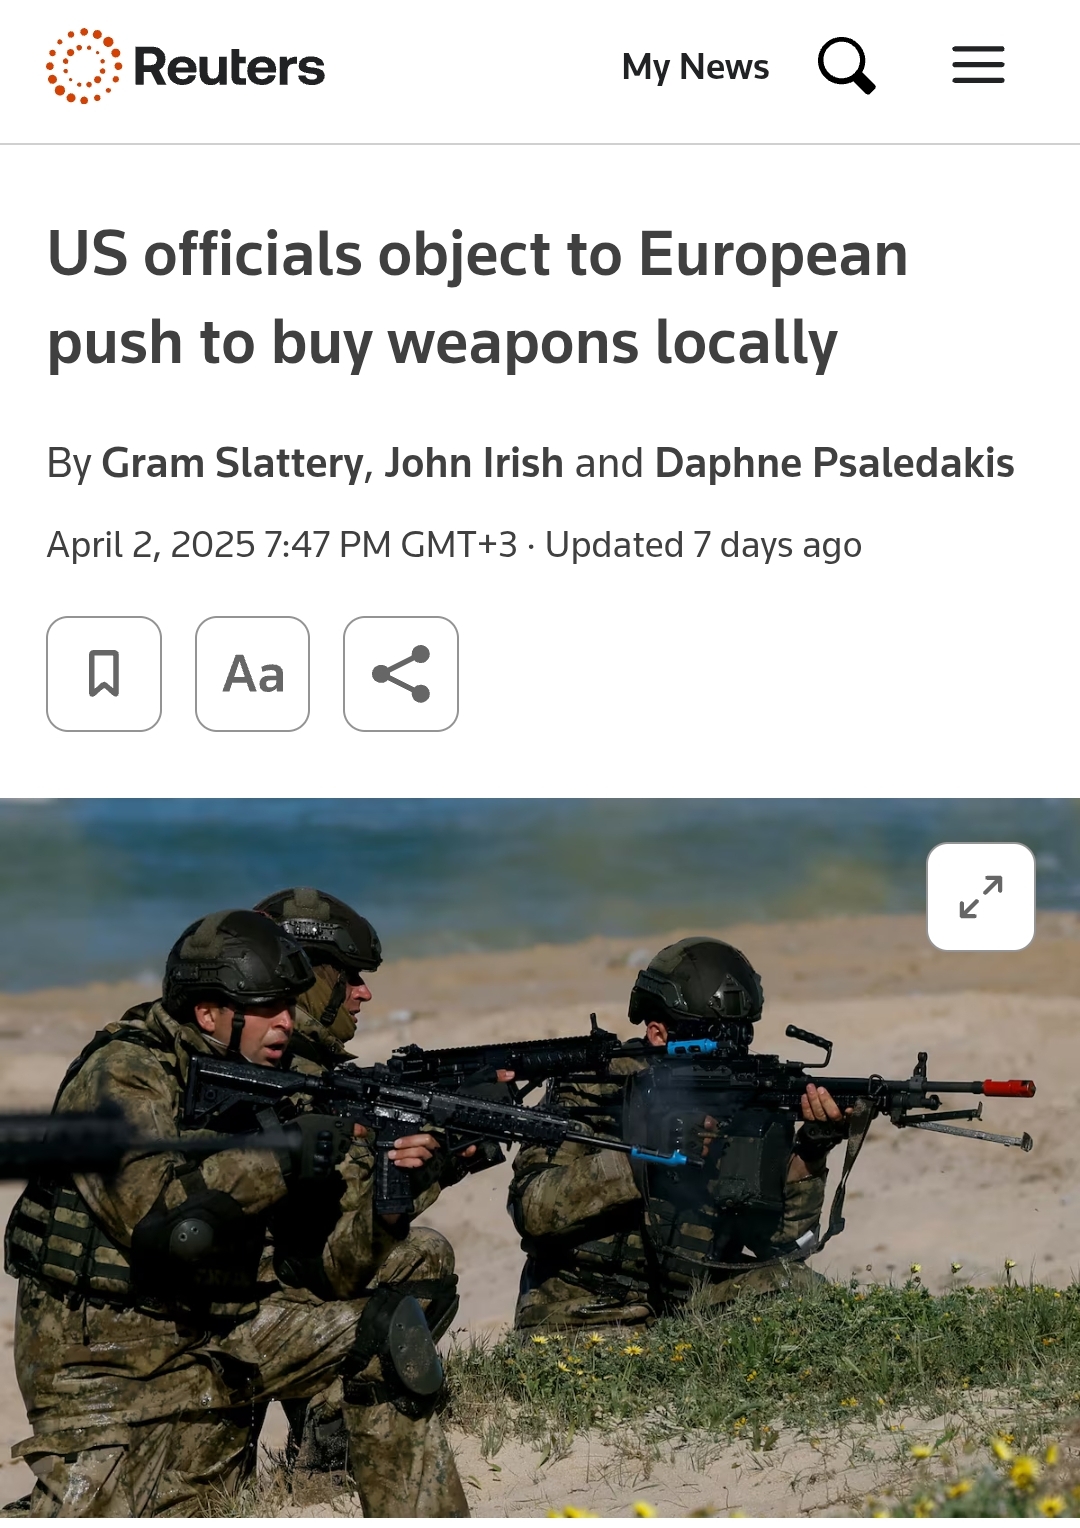 Reuters
My News
US officials object to European
push to buy weapons locally
By Gram Slattery, John Irish and Daphne Psaledakis
April 2, 2025 7:47 PM GMT+3 · Updated 7 days ago
Aa